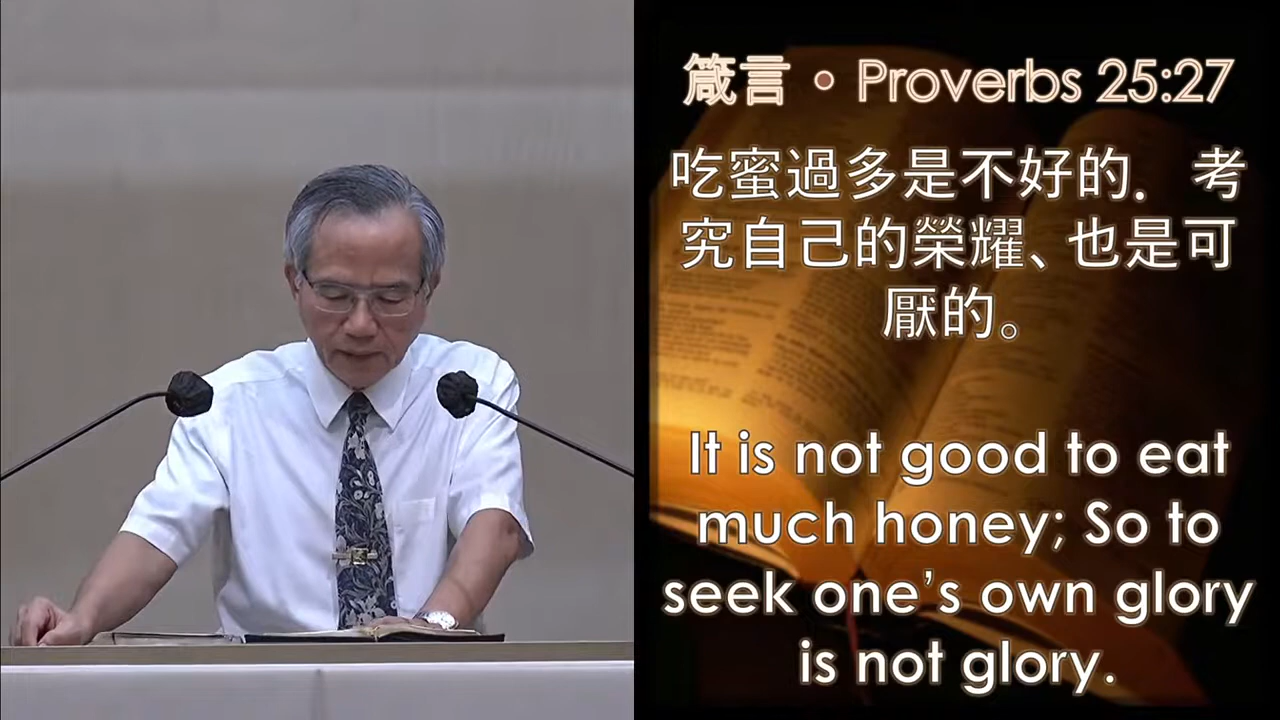 箴言 • Proverbs 25:27
吃蜜過多是不好的． 考
究自己的榮耀、也是可
厭的。
It is not good to eat
much honey; So to
seek one's own glory
is not glory.